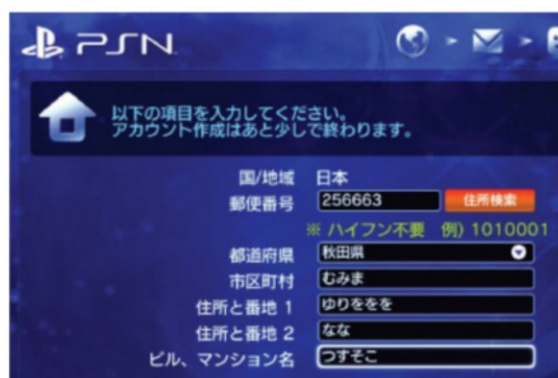 PSN
以下の項目を入力してください。
アカウント作成はあと少しで終わります。
国/地域 日本
郵便番号 256663 住所検索
※ ハイフン不要 例) 1010001
都道府県 秋田県
市区町村 むみま
住所と番地 1 ゆりををを
住所と番地 2 なな
ビル、マンション名 つすそこ